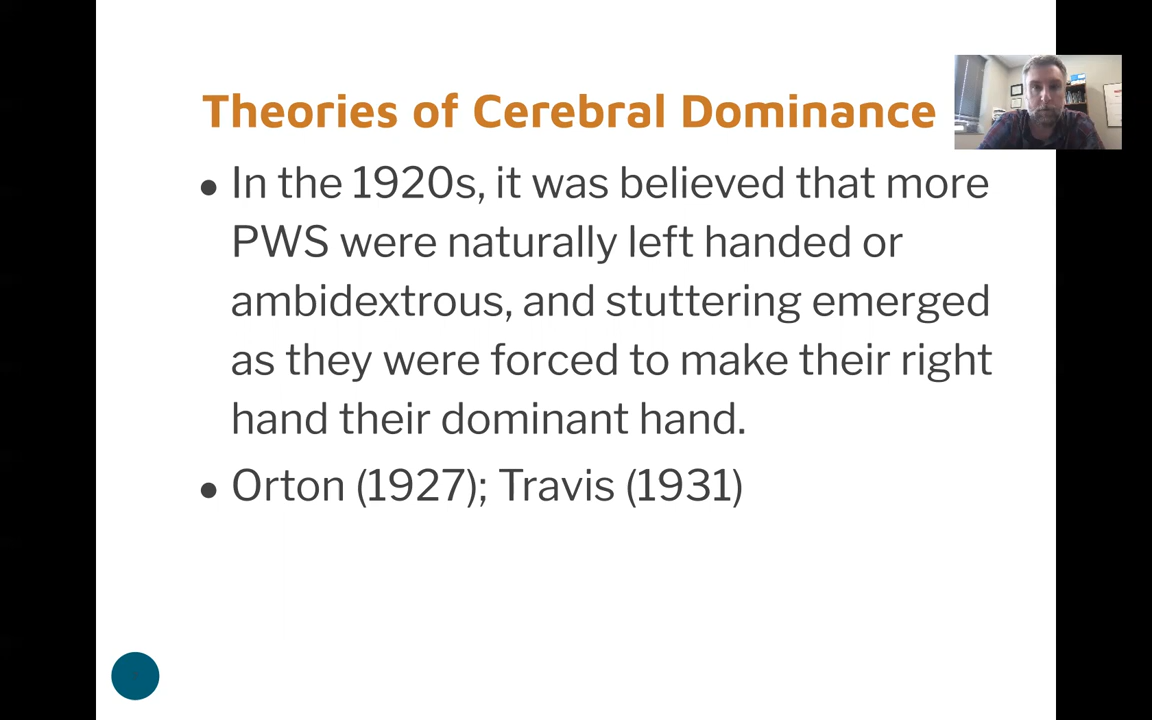 Theories of Cerebral Dominance
• In the 1920s, it was believed that more
PWS were naturally left handed or
ambidextrous, and stuttering emerged
as they were forced to make their right
hand their dominant hand.
• Orton (1927); Travis (1931)